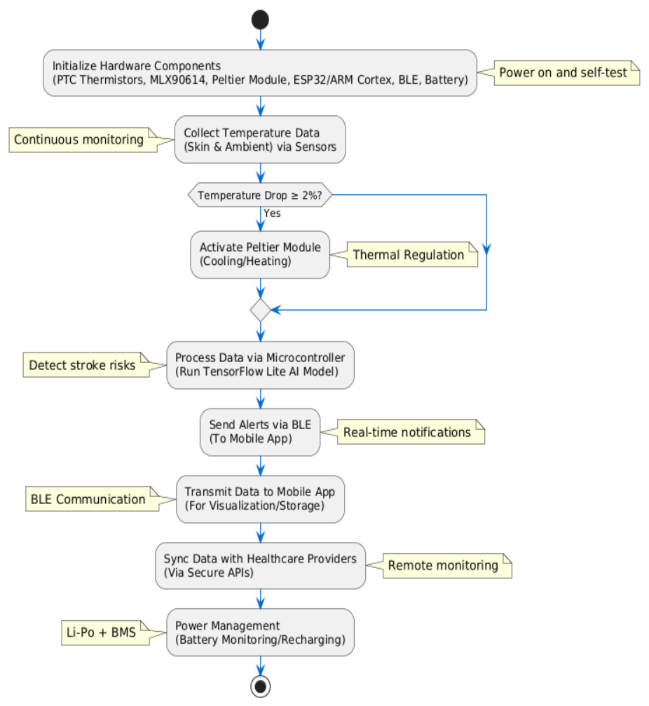 Initialize Hardware Components
(PTC Thermistors, MLX90614, Peltier Module, ESP32/ARM Cortex, BLE, Battery)
Power on and self-test
Continuous monitoring
Collect Temperature Data
(Skin & Ambient) via Sensors
Temperature Drop ≥ 2%?
Yes
Activate Peltier Module
(Cooling/Heating)
Thermal Regulation
Detect stroke risks
Process Data via Microcontroller
(Run TensorFlow Lite AI Model)
Send Alerts via BLE
(To Mobile App)
Real-time notifications
BLE Communication
Transmit Data to Mobile App
(For Visualization/Storage)
Sync Data with Healthcare Providers
(Via Secure APIs)
Remote monitoring
Li-Po + BMS
Power Management
(Battery Monitoring/Recharging)